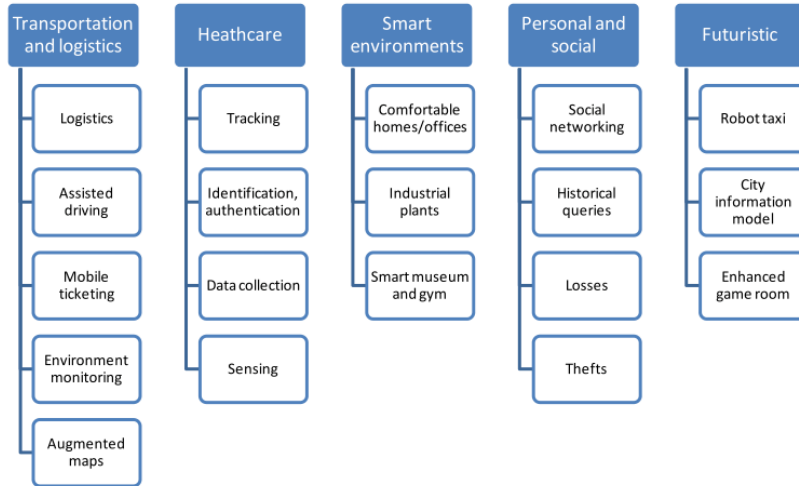 Transportation
and logistics
Logistics
Assisted
driving
Mobile
ticketing
Environment
monitoring
Augmented
maps
Heathcare
Tracking
Identification,
authentication
Data collection
Sensing
Smart
environments
Comfortable
homes/offices
Industrial
plants
Smart museum
and gym
Personal and
social
Social
networking
Historical
queries
Losses
Thefts
Futuristic
Robot taxi
City
information
model
Enhanced
game room